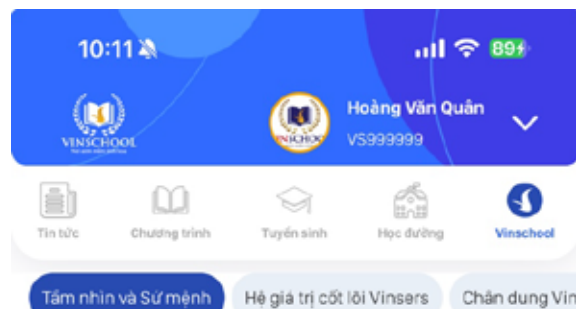 10:11
89
VINSCHOOL
Hoàng Văn Quân
VS999999
Tin tức
Chương trình
Tuyển sinh
Học đường
Vinschool
Tầm nhìn và Sứ mệnh
Hệ giá trị cốt lõi Vinsers
Chân dung Vin